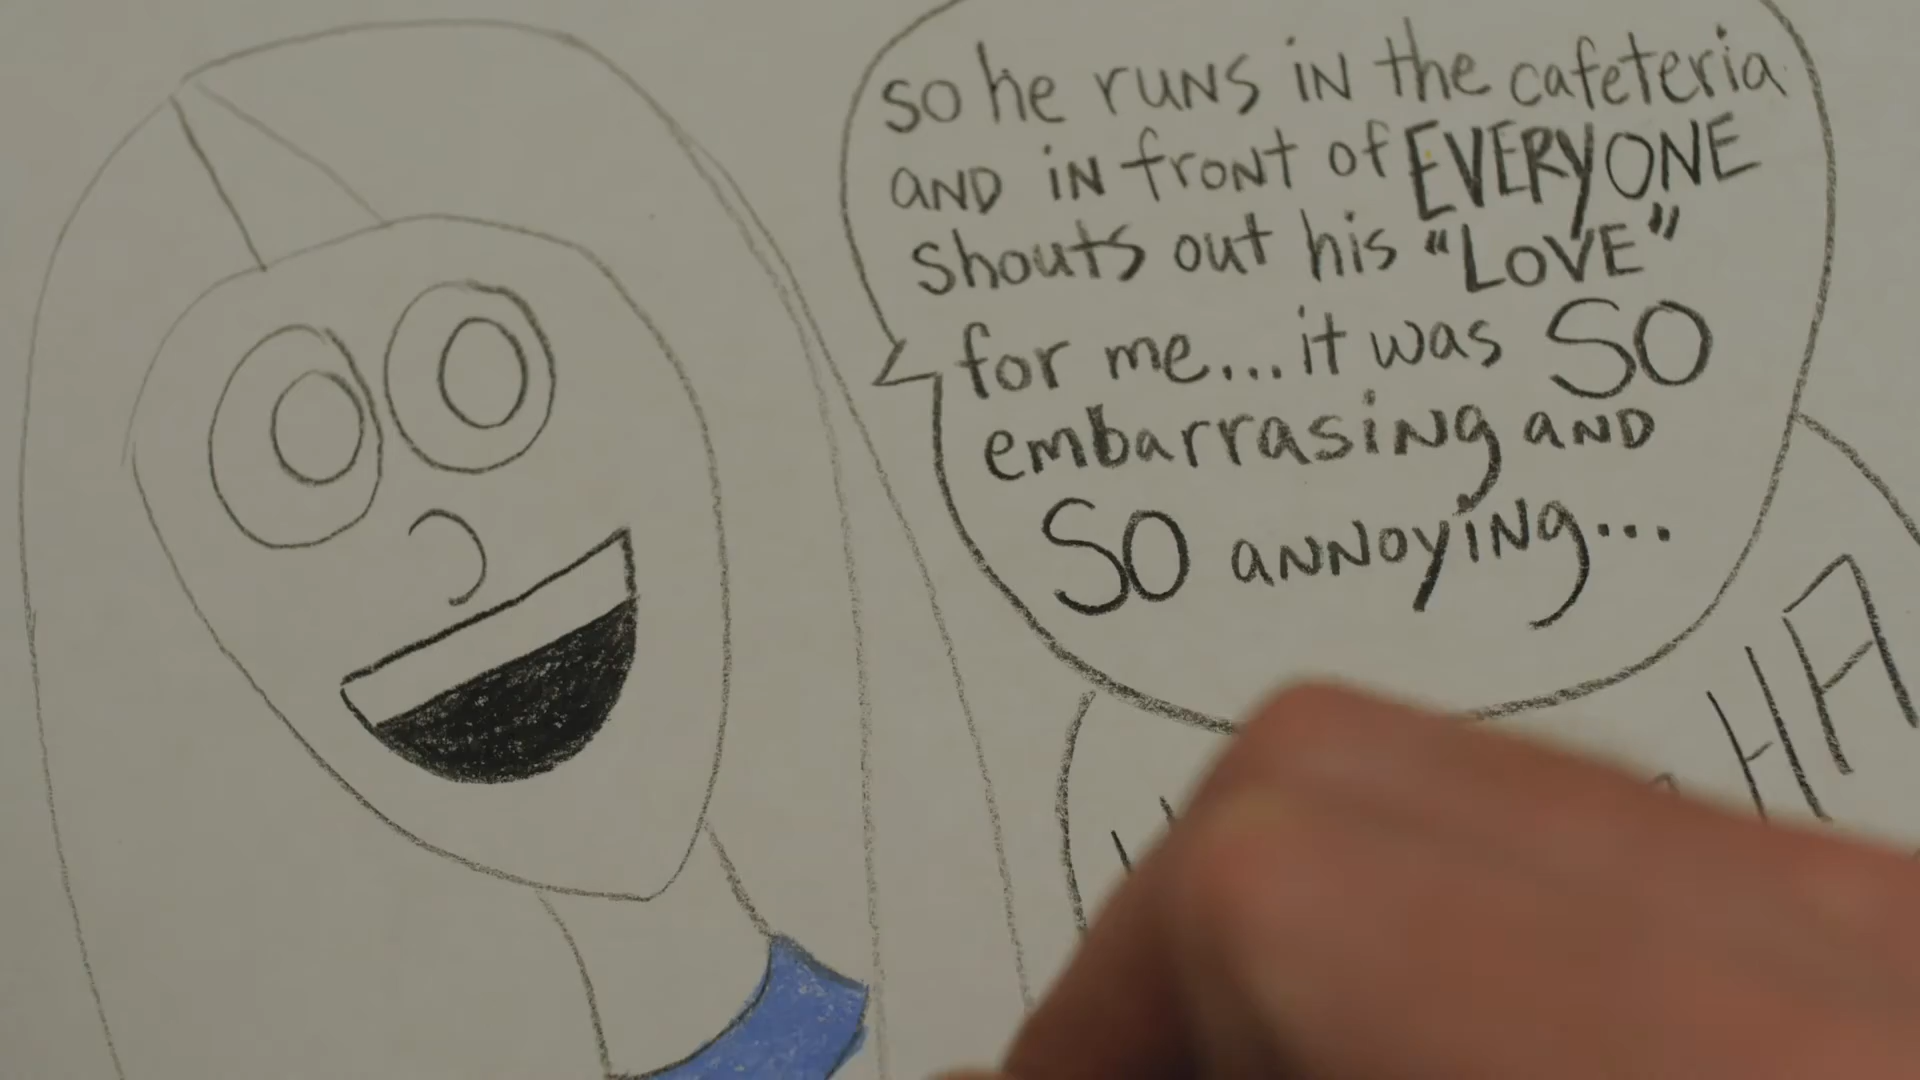 so he runs in the cafeteria
and in front of EVERYONE
shouts out his "LOVE"
for me...it was SO
embarrasing and
SO annoying...
HA